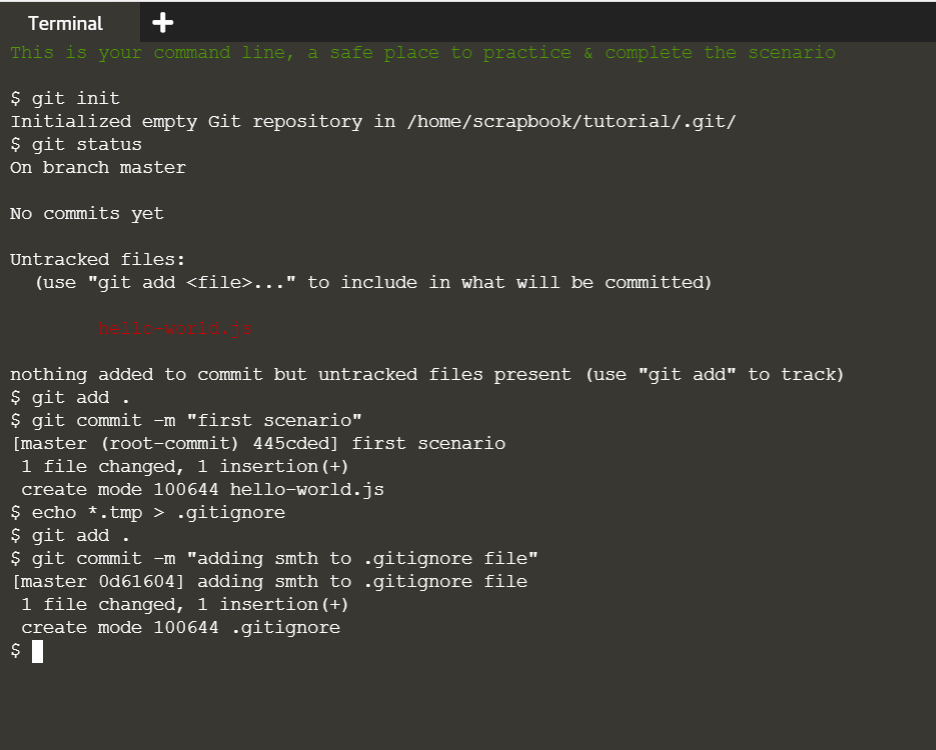 Terminal
This is your command line, a safe place to practice & complete the scenario
$ git init
Initialized empty Git repository in /home/scrapbook/tutorial/.git/
$ git status
On branch master
No commits yet
Untracked files:
(use "git add <file>..." to include in what will be committed)
hello-world.js
nothing added to commit but untracked files present (use "git add" to track)
$ git add .
$ git commit -m "first scenario"
[master (root-commit) 445cded] first scenario
1 file changed, 1 insertion(+)
create mode 100644 hello-world.js
$ echo *.tmp > .gitignore
$ git add .
$ git commit -m "adding smth to .gitignore file"
[master 0d61604] adding smth to .gitignore file
1 file changed, 1 insertion(+)
create mode 100644 .gitignore
$